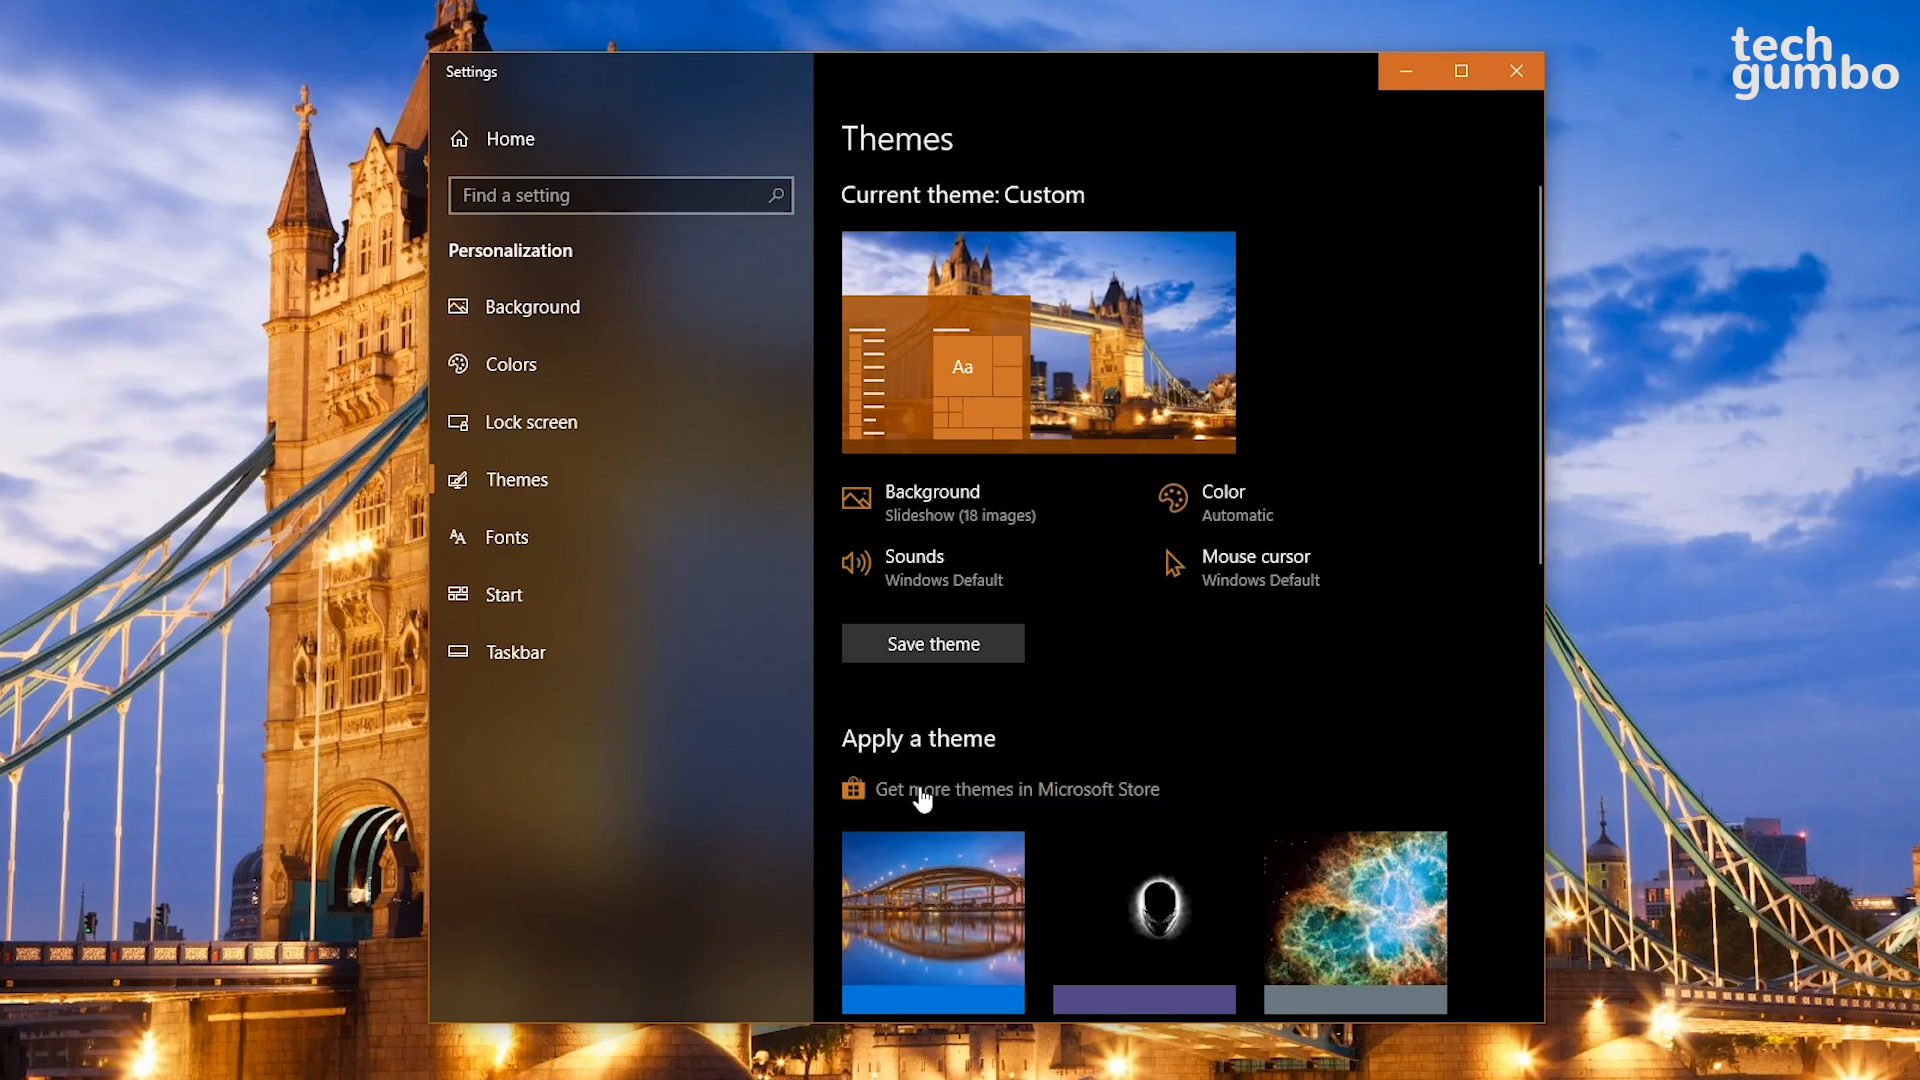 tech
gumbo
Settings
Home
Find a setting
Personalization
Background
Colors
Lock screen
Themes
Fonts
Start
Taskbar
Themes
Current theme: Custom
Aa
Background
Slideshow (18 images)
Color
Automatic
Sounds
Windows Default
Mouse cursor
Windows Default
Save theme
Apply a theme
Get more themes in Microsoft Store